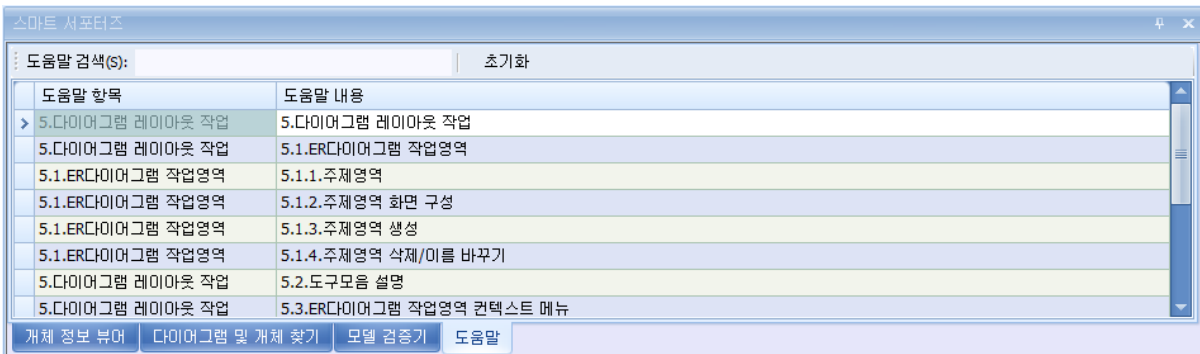 스마트 서포터즈
도움말 검색(S): 초기화
도움말 항목 도움말 내용
5.다이어그램 레이아웃 작업 5.다이어그램 레이아웃 작업
5.다이어그램 레이아웃 작업 5.1.ER다이어그램 작업영역
5.1.ER다이어그램 작업영역 5.1.1.주제영역
5.1.ER다이어그램 작업영역 5.1.2.주제영역 화면 구성
5.1.ER다이어그램 작업영역 5.1.3.주제영역 생성
5.1.ER다이어그램 작업영역 5.1.4.주제영역 삭제/이름 바꾸기
5.다이어그램 레이아웃 작업 5.2.도구모음 설명
5.다이어그램 레이아웃 작업 5.3.ER다이어그램 작업영역 컨텍스트 메뉴
개체 정보 뷰어 다이어그램 및 개체 찾기 모델 검증기 도움말